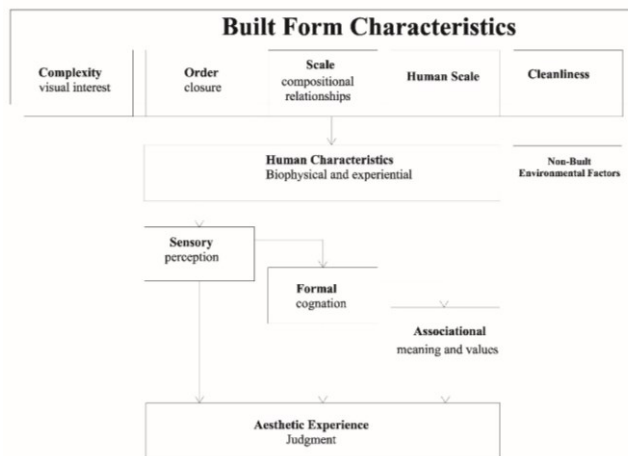 Built Form Characteristics
Complexity
visual interest
Order
closure
Scale
compositional
relationships
Human Scale
Cleanliness
Human Characteristics
Biophysical and experiential
Non-Built
Environmental Factors
Sensory
perception
Formal
cognation
Associational
meaning and values
Aesthetic Experience
Judgment